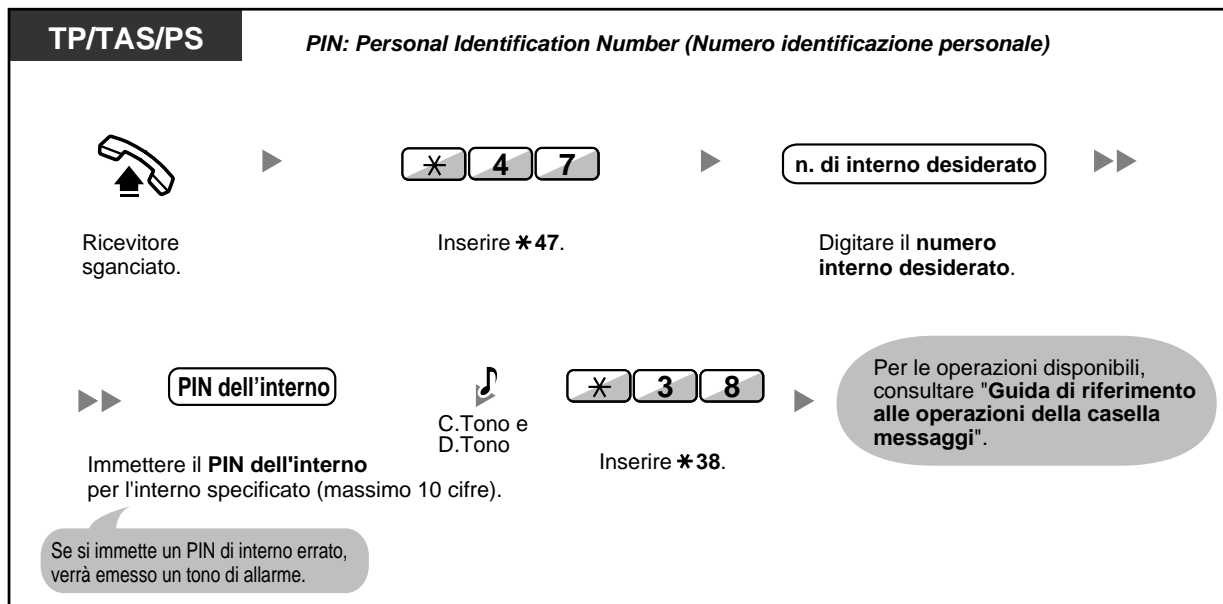 TP/TAS/PS
PIN: Personal Identification Number (Numero identificazione personale)
* 4 7
n. di interno desiderato
Ricevitore
sganciato.
Inserire *47.
Digitare il numero
interno desiderato.
PIN dell'interno
C.Tono e
D.Tono
* 3 8
Per le operazioni disponibili,
consultare "Guida di riferimento
alle operazioni della casella
messaggi".
Immettere il PIN dell'interno
per l'interno specificato (massimo 10 cifre).
Inserire *38.
Se si immette un PIN di interno errato,
verrà emesso un tono di allarme.